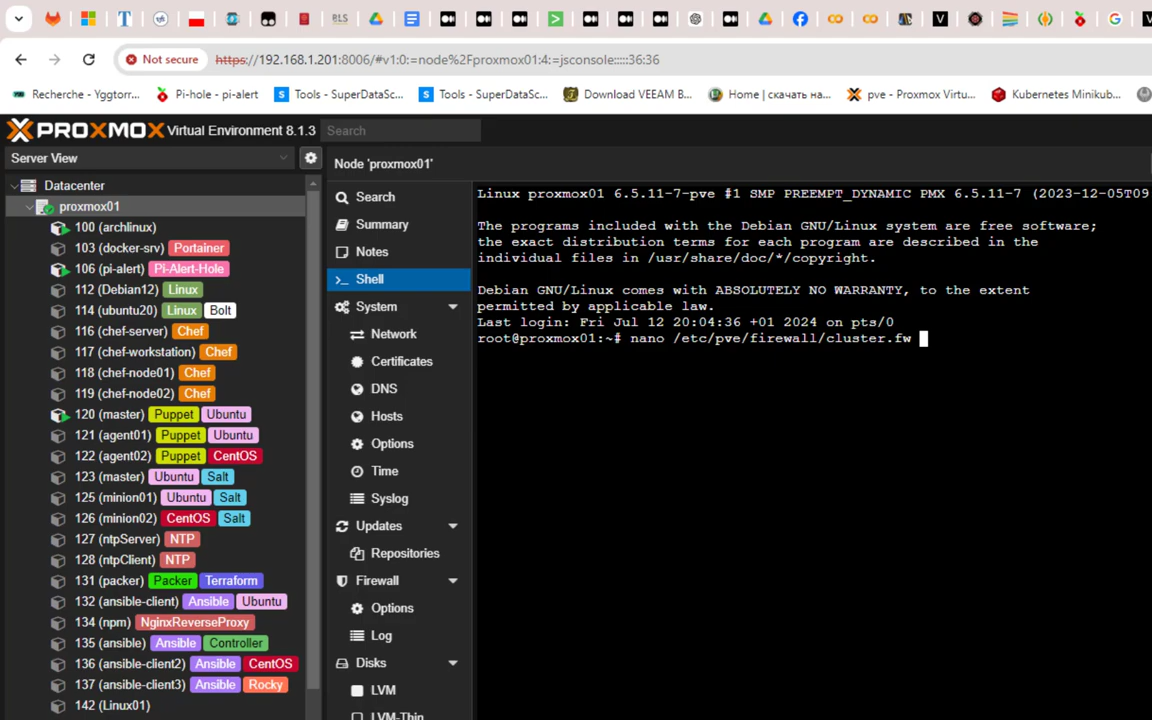 T
BLS
V
G
V
Not secure
https://192.168.1.201:8006/#v1:0:=node%2Fproxmox01:4:=jsconsole:::::36:36
Recherche - Yggtorr...
Pi-hole - pi-alert
S Tools - SuperDataSc...
S Tools - SuperDataSc...
Download VEEAM B...
Home | скачать на...
pve - Proxmox Virtu...
Kubernetes Minikub...
PROXMOX Virtual Environment 8.1.3
Search
Server View
Node 'proxmox01'
Datacenter
proxmox01
100 (archlinux)
103 (docker-srv) Portainer
106 (pi-alert) Pi-Alert-Hole
112 (Debian12) Linux
114 (ubuntu20) Linux Bolt
116 (chef-server) Chef
117 (chef-workstation) Chef
118 (chef-node01) Chef
119 (chef-node02) Chef
120 (master) Puppet Ubuntu
121 (agent01) Puppet Ubuntu
122 (agent02) Puppet CentOS
123 (master) Ubuntu Salt
125 (minion01) Ubuntu Salt
126 (minion02) CentOS Salt
127 (ntpServer) NTP
128 (ntpClient) NTP
131 (packer) Packer Terraform
132 (ansible-client) Ansible Ubuntu
134 (npm) NginxReverseProxy
135 (ansible) Ansible Controller
136 (ansible-client2) Ansible CentOS
137 (ansible-client3) Ansible Rocky
142 (Linux01)
Search
Summary
Notes
>_ Shell
System
Network
Certificates
DNS
Hosts
Options
Time
Syslog
Updates
Repositories
Firewall
Options
Log
Disks
LVM
LVM-Thin
Linux proxmox01 6.5.11-7-pve #1 SMP PREEMPT_DYNAMIC PMX 6.5.11-7 (2023-12-05T09
The programs included with the Debian GNU/Linux system are free software;
the exact distribution terms for each program are described in the
individual files in /usr/share/doc/*/copyright.
Debian GNU/Linux comes with ABSOLUTELY NO WARRANTY, to the extent
permitted by applicable law.
Last login: Fri Jul 12 20:04:36 +01 2024 on pts/0
root@proxmox01:~# nano /etc/pve/firewall/cluster.fw